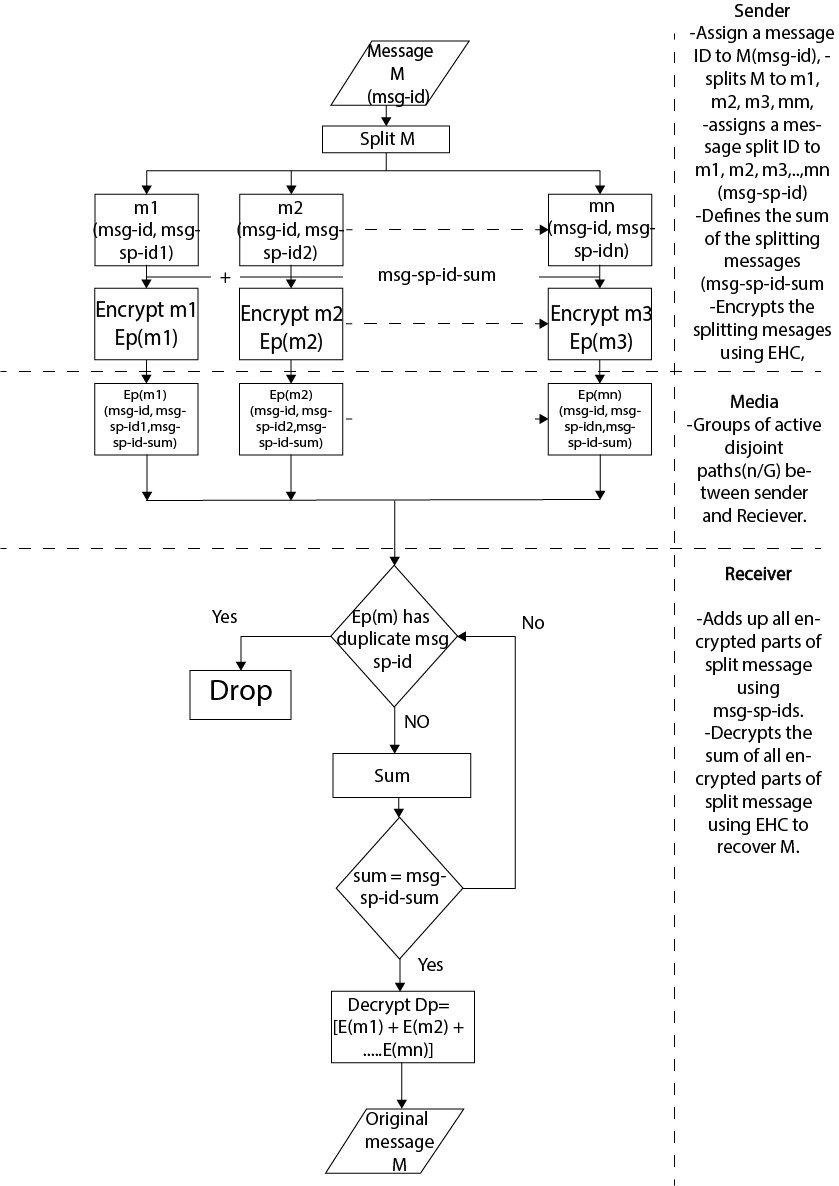 Message
M
(msg-id)
Split M
m1
(msg-id, msg-
sp-id1)
m2
(msg-id, msg-
sp-id2)
mn
(msg-id, msg-
sp-idn)
+
msg-sp-id-sum
Encrypt m1
Ep(m1)
Encrypt m2
Ep(m2)
Encrypt m3
Ep(m3)
Ep(m1)
(msg-id, msg-
sp-id1,msg-
sp-id-sum)
Ep(m2)
(msg-id, msg-
sp-id2,msg-
sp-id-sum)
Ep(mn)
(msg-id, msg-
sp-idn,msg-
sp-id-sum)
Ep(m) has
duplicate msg
sp-id
Yes
Drop
No
NO
Sum
sum = msg-
sp-id-sum
Yes
Decrypt Dp=
[E(m1) + E(m2) +
.....E(mn)]
Original
message
M
Sender
-Assign a message
ID to M(msg-id), -
splits M to m1,
m2, m3, mm,
-assigns a mes-
sage split ID to
m1, m2, m3,..,mn
(msg-sp-id)
-Defines the sum
of the splitting
messages
(msg-sp-id-sum
-Encrypts the
splitting mesages
using EHC,
Media
-Groups of active
disjoint
paths(n/G) be-
tween sender
and Reciever.
Receiver
-Adds up all en-
crypted parts of
split message
using
msg-sp-ids.
-Decrypts the
sum of all en-
crypted parts of
split message
using EHC to
recover M.